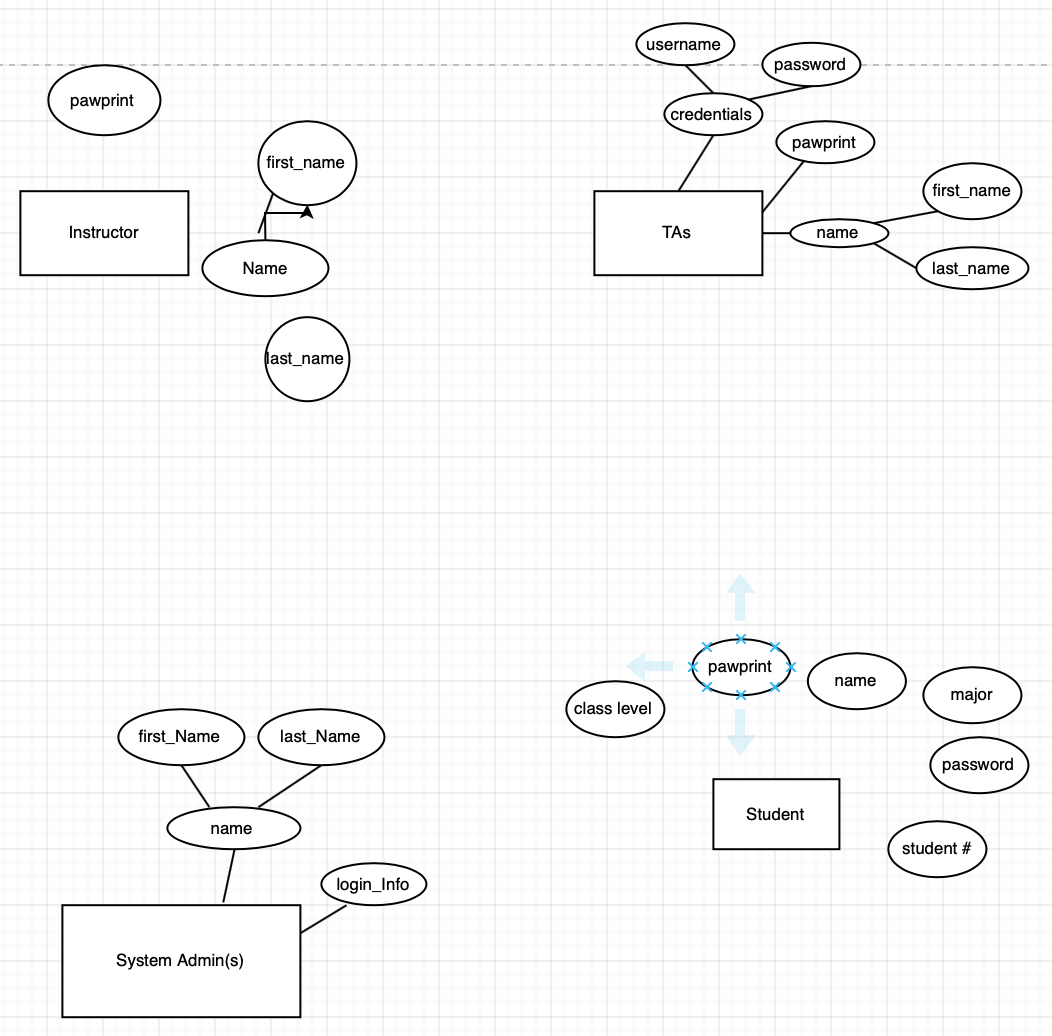 username
password
pawprint
credentials
pawprint
first_name
first_name
Instructor
TAs
name
Name
last_name
last_name
pawprint
name
class level
major
first_Name
last_Name
password
Student
name
student #
login_Info
System Admin(s)